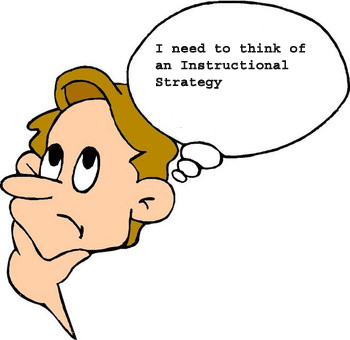 I need to think of
an Instructional
Strategy